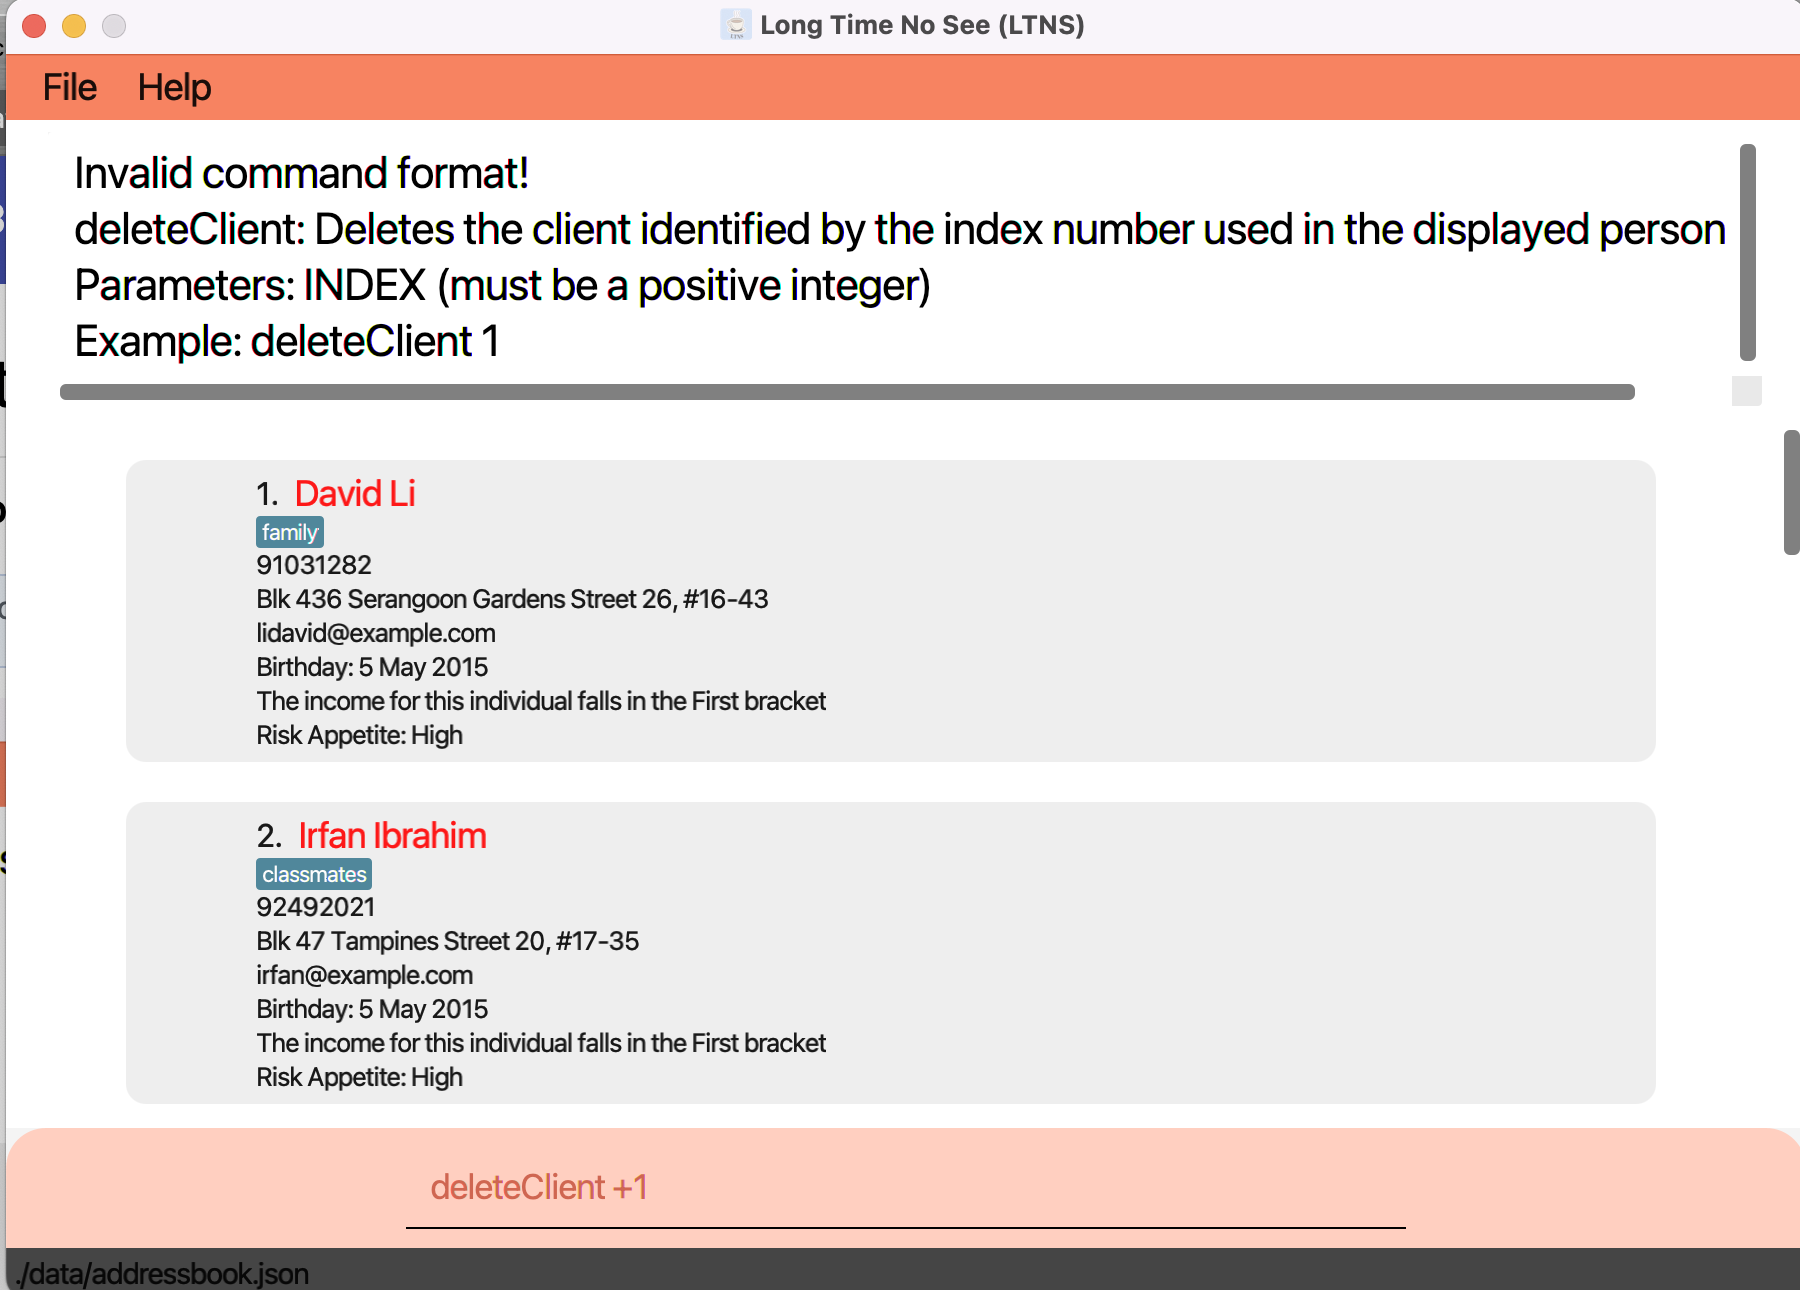 Long Time No See (LTNS)
File Help
Invalid command format!
deleteClient: Deletes the client identified by the index number used in the displayed person
Parameters: INDEX (must be a positive integer)
Example: deleteClient 1
1. David Li
family
91031282
Blk 436 Serangoon Gardens Street 26, #16-43
lidavid@example.com
Birthday: 5 May 2015
The income for this individual falls in the First bracket
Risk Appetite: High
2. Irfan Ibrahim
classmates
92492021
Blk 47 Tampines Street 20, #17-35
irfan@example.com
Birthday: 5 May 2015
The income for this individual falls in the First bracket
Risk Appetite: High
deleteClient +1
./data/addressbook.json